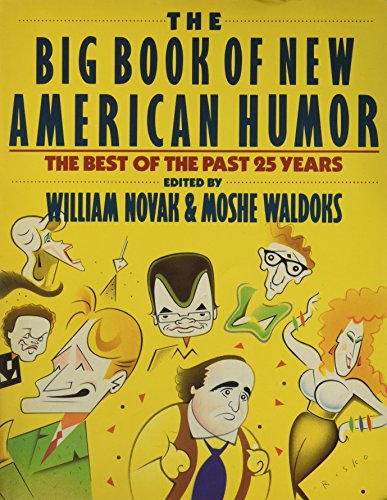 THE
BIG BOOK OF NEW
AMERICAN HUMOR
THE BEST OF THE PAST 25 YEARS
EDITED BY
WILLIAM NOVAK & MOSHE WALDOKS
RISKO